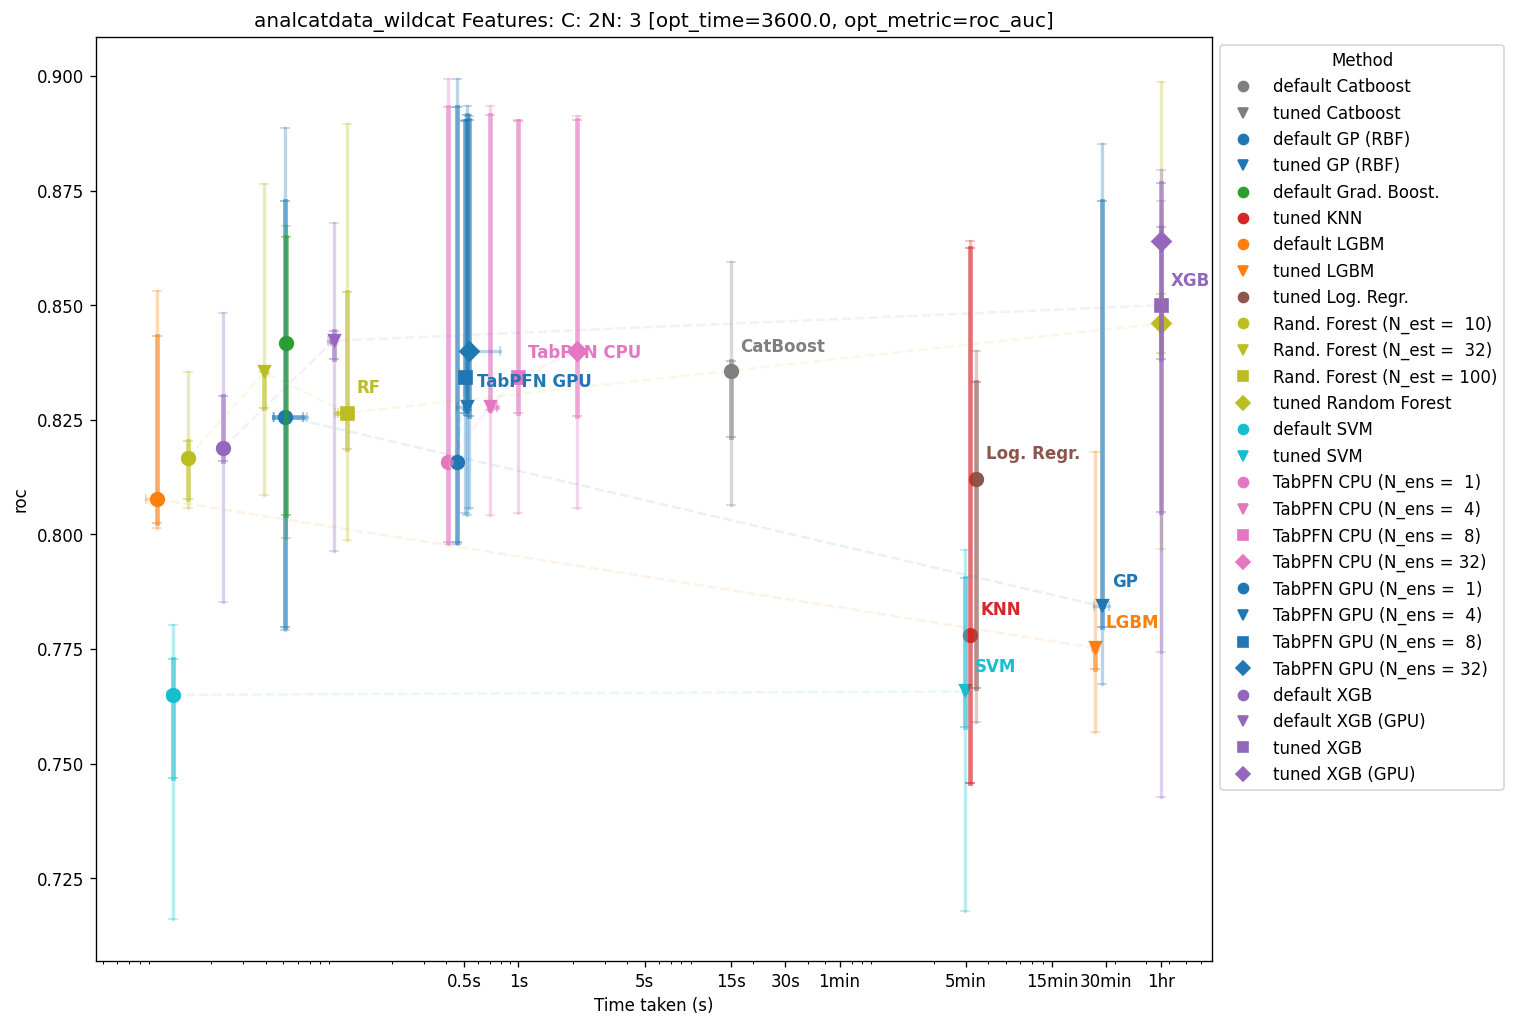 analcatdata_wildcat Features: C: 2N: 3 [opt_time=3600.0, opt_metric=roc_auc]
roc
0.900
0.875
0.850
0.825
0.800
0.775
0.750
0.725
XGB
CatBoost
TabPFN CPU
TabPFN GPU
RF
Log. Regr.
GP
KNN
LGBM
SVM
0.5s 1s 5s 15s 30s 1min 5min 15min 30min 1hr
Time taken (s)
Method
default Catboost
tuned Catboost
default GP (RBF)
tuned GP (RBF)
default Grad. Boost.
tuned KNN
default LGBM
tuned LGBM
tuned Log. Regr.
Rand. Forest (N_est =  10)
Rand. Forest (N_est =  32)
Rand. Forest (N_est = 100)
tuned Random Forest
default SVM
tuned SVM
TabPFN CPU (N_ens =  1)
TabPFN CPU (N_ens =  4)
TabPFN CPU (N_ens =  8)
TabPFN CPU (N_ens = 32)
TabPFN GPU (N_ens =  1)
TabPFN GPU (N_ens =  4)
TabPFN GPU (N_ens =  8)
TabPFN GPU (N_ens = 32)
default XGB
default XGB (GPU)
tuned XGB
tuned XGB (GPU)